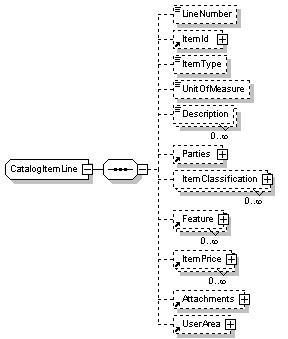 LineNumber
ItemId
ItemType
UnitOfMeasure
Description
0..∞
CatalogItemLine
Parties
ItemClassification
0..∞
Feature
0..∞
ItemPrice
0..∞
Attachments
UserArea